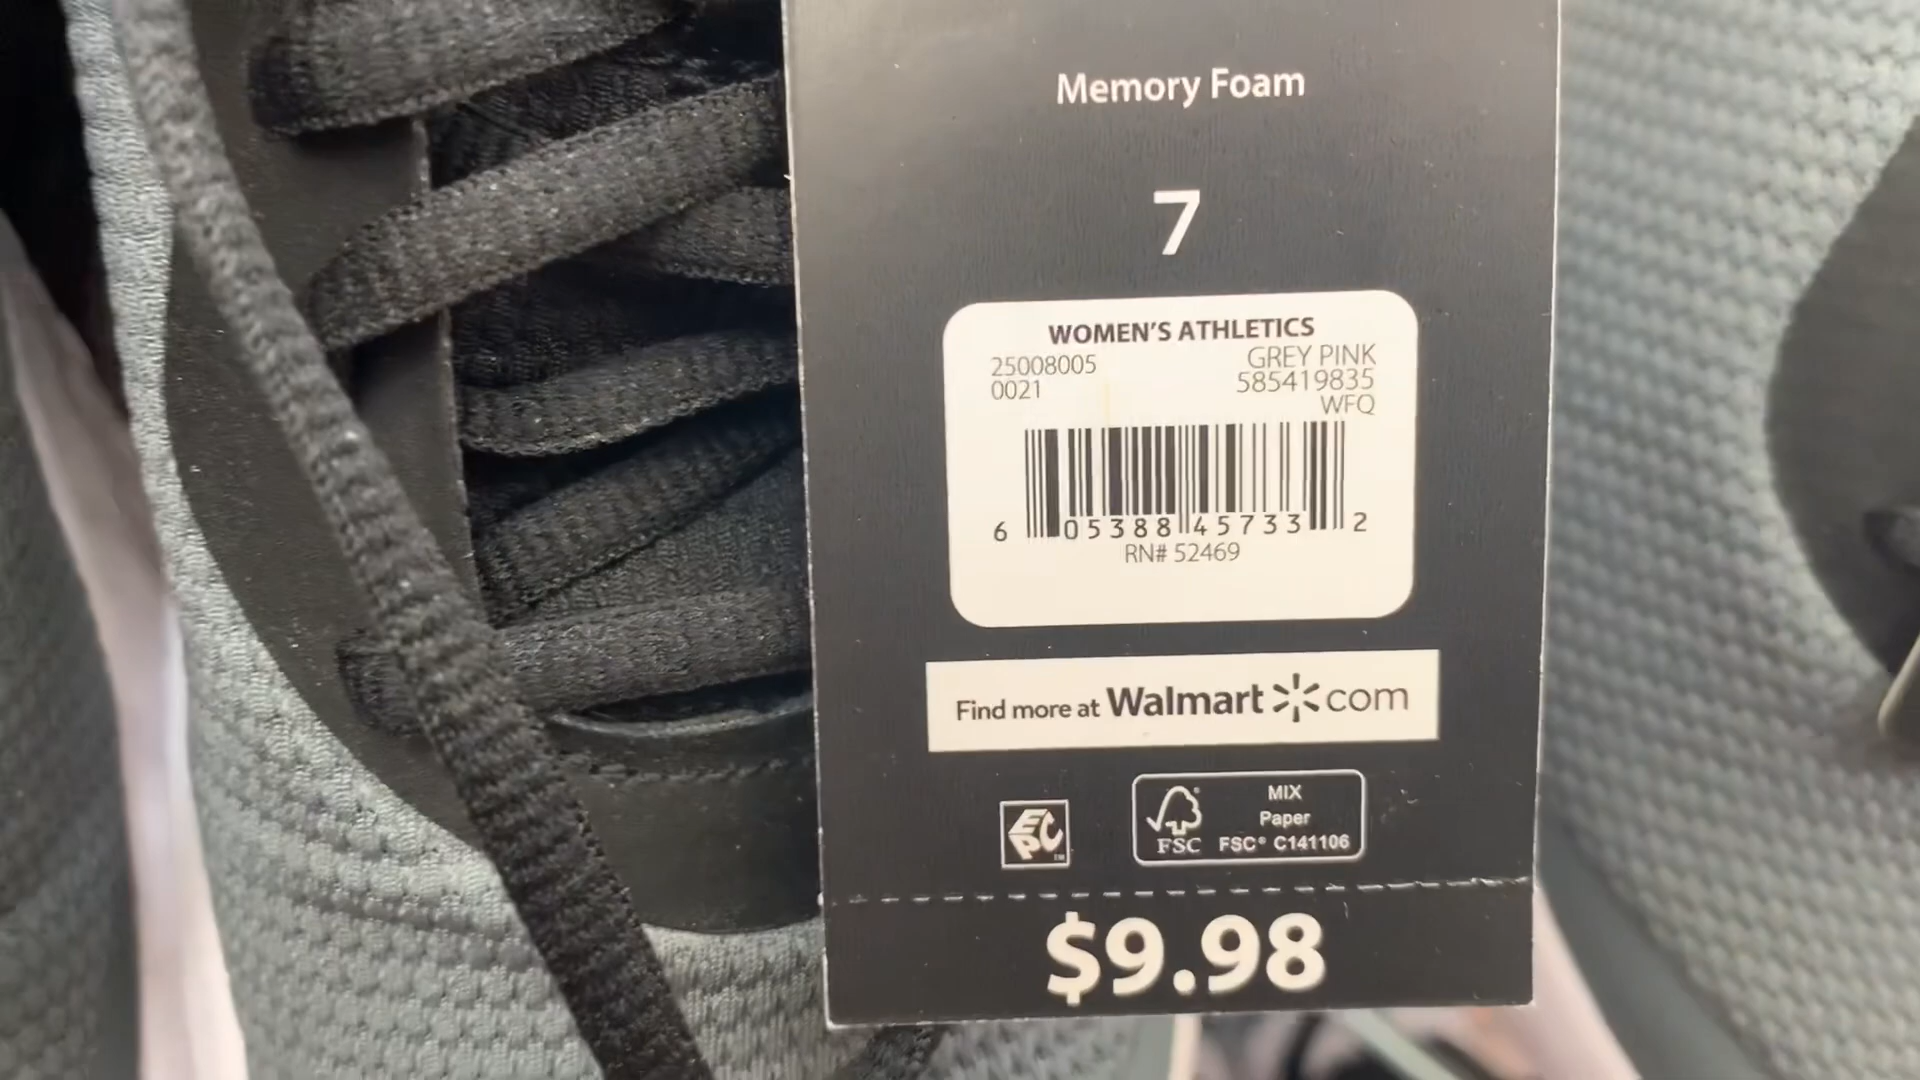 Memory Foam
7
WOMEN'S ATHLETICS
25008005 GREY PINK
0021 585419835
WFQ
6 05388 45733 2
RN# 52469
Find more at Walmart com
EPC TM
MIX
Paper
FSC FSC® C141106
$9.98